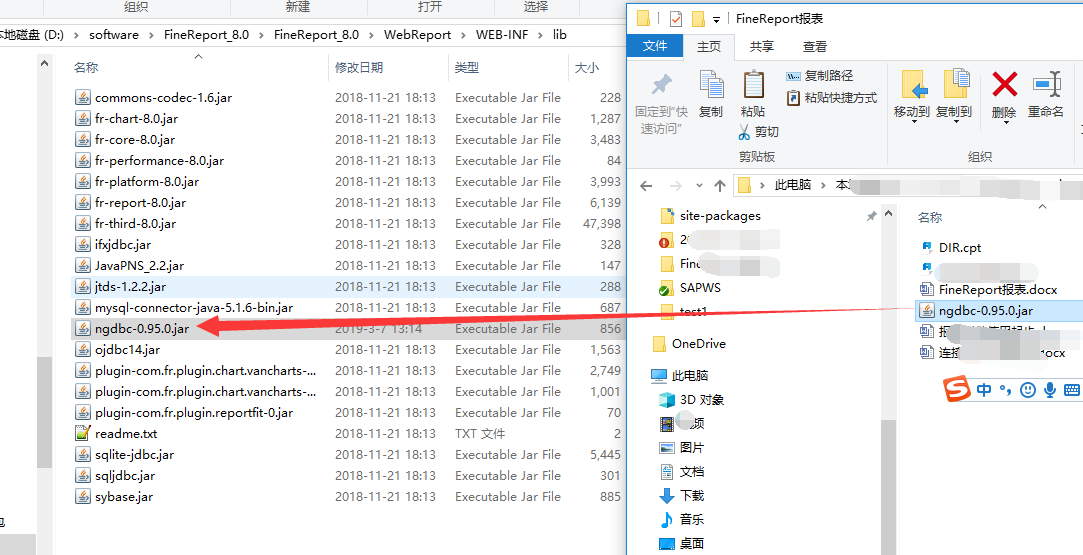 组织 新建 打开 选择
本地磁盘 (D:) software FineReport_8.0 FineReport_8.0 WebReport WEB-INF lib
名称 修改日期 类型 大小
commons-codec-1.6.jar 2018-11-21 18:13 Executable Jar File 228
fr-chart-8.0.jar 2018-11-21 18:13 Executable Jar File 1,287
fr-core-8.0.jar 2018-11-21 18:13 Executable Jar File 3,483
fr-performance-8.0.jar 2018-11-21 18:13 Executable Jar File 84
fr-platform-8.0.jar 2018-11-21 18:13 Executable Jar File 3,993
fr-report-8.0.jar 2018-11-21 18:13 Executable Jar File 6,139
fr-third-8.0.jar 2018-11-21 18:13 Executable Jar File 47,398
ifxjdbc.jar 2018-11-21 18:13 Executable Jar File 328
JavaPNS_2.2.jar 2018-11-21 18:13 Executable Jar File 147
jtds-1.2.2.jar 2018-11-21 18:13 Executable Jar File 288
mysql-connector-java-5.1.6-bin.jar 2018-11-21 18:13 Executable Jar File 687
ngdbc-0.95.0.jar 2019-3-7 13:14 Executable Jar File 856
ojdbc14.jar 2018-11-21 18:13 Executable Jar File 1,563
plugin-com.fr.plugin.chart.vancharts-... 2018-11-21 18:13 Executable Jar File 2,749
plugin-com.fr.plugin.chart.vancharts-... 2018-11-21 18:13 Executable Jar File 1,001
plugin-com.fr.plugin.reportfit-0.jar 2018-11-21 18:13 Executable Jar File 70
readme.txt 2018-11-21 18:13 TXT 文件 2
sqlite-jdbc.jar 2018-11-21 18:13 Executable Jar File 5,445
sqljdbc.jar 2018-11-21 18:13 Executable Jar File 301
sybase.jar 2018-11-21 18:13 Executable Jar File 885
FineReport报表
文件 主页 共享 查看
固定到“快
速访问”
复制
粘贴
复制路径
粘贴快捷方式
剪切
移动到 复制到 删除 重命名
剪贴板 组织
此电脑
site-packages
SAPWS
test1
OneDrive
此电脑
3D 对象
图片
文档
下载
音乐
桌面
名称
DIR.cpt
FineReport报表.docx
ngdbc-0.95.0.jar
中